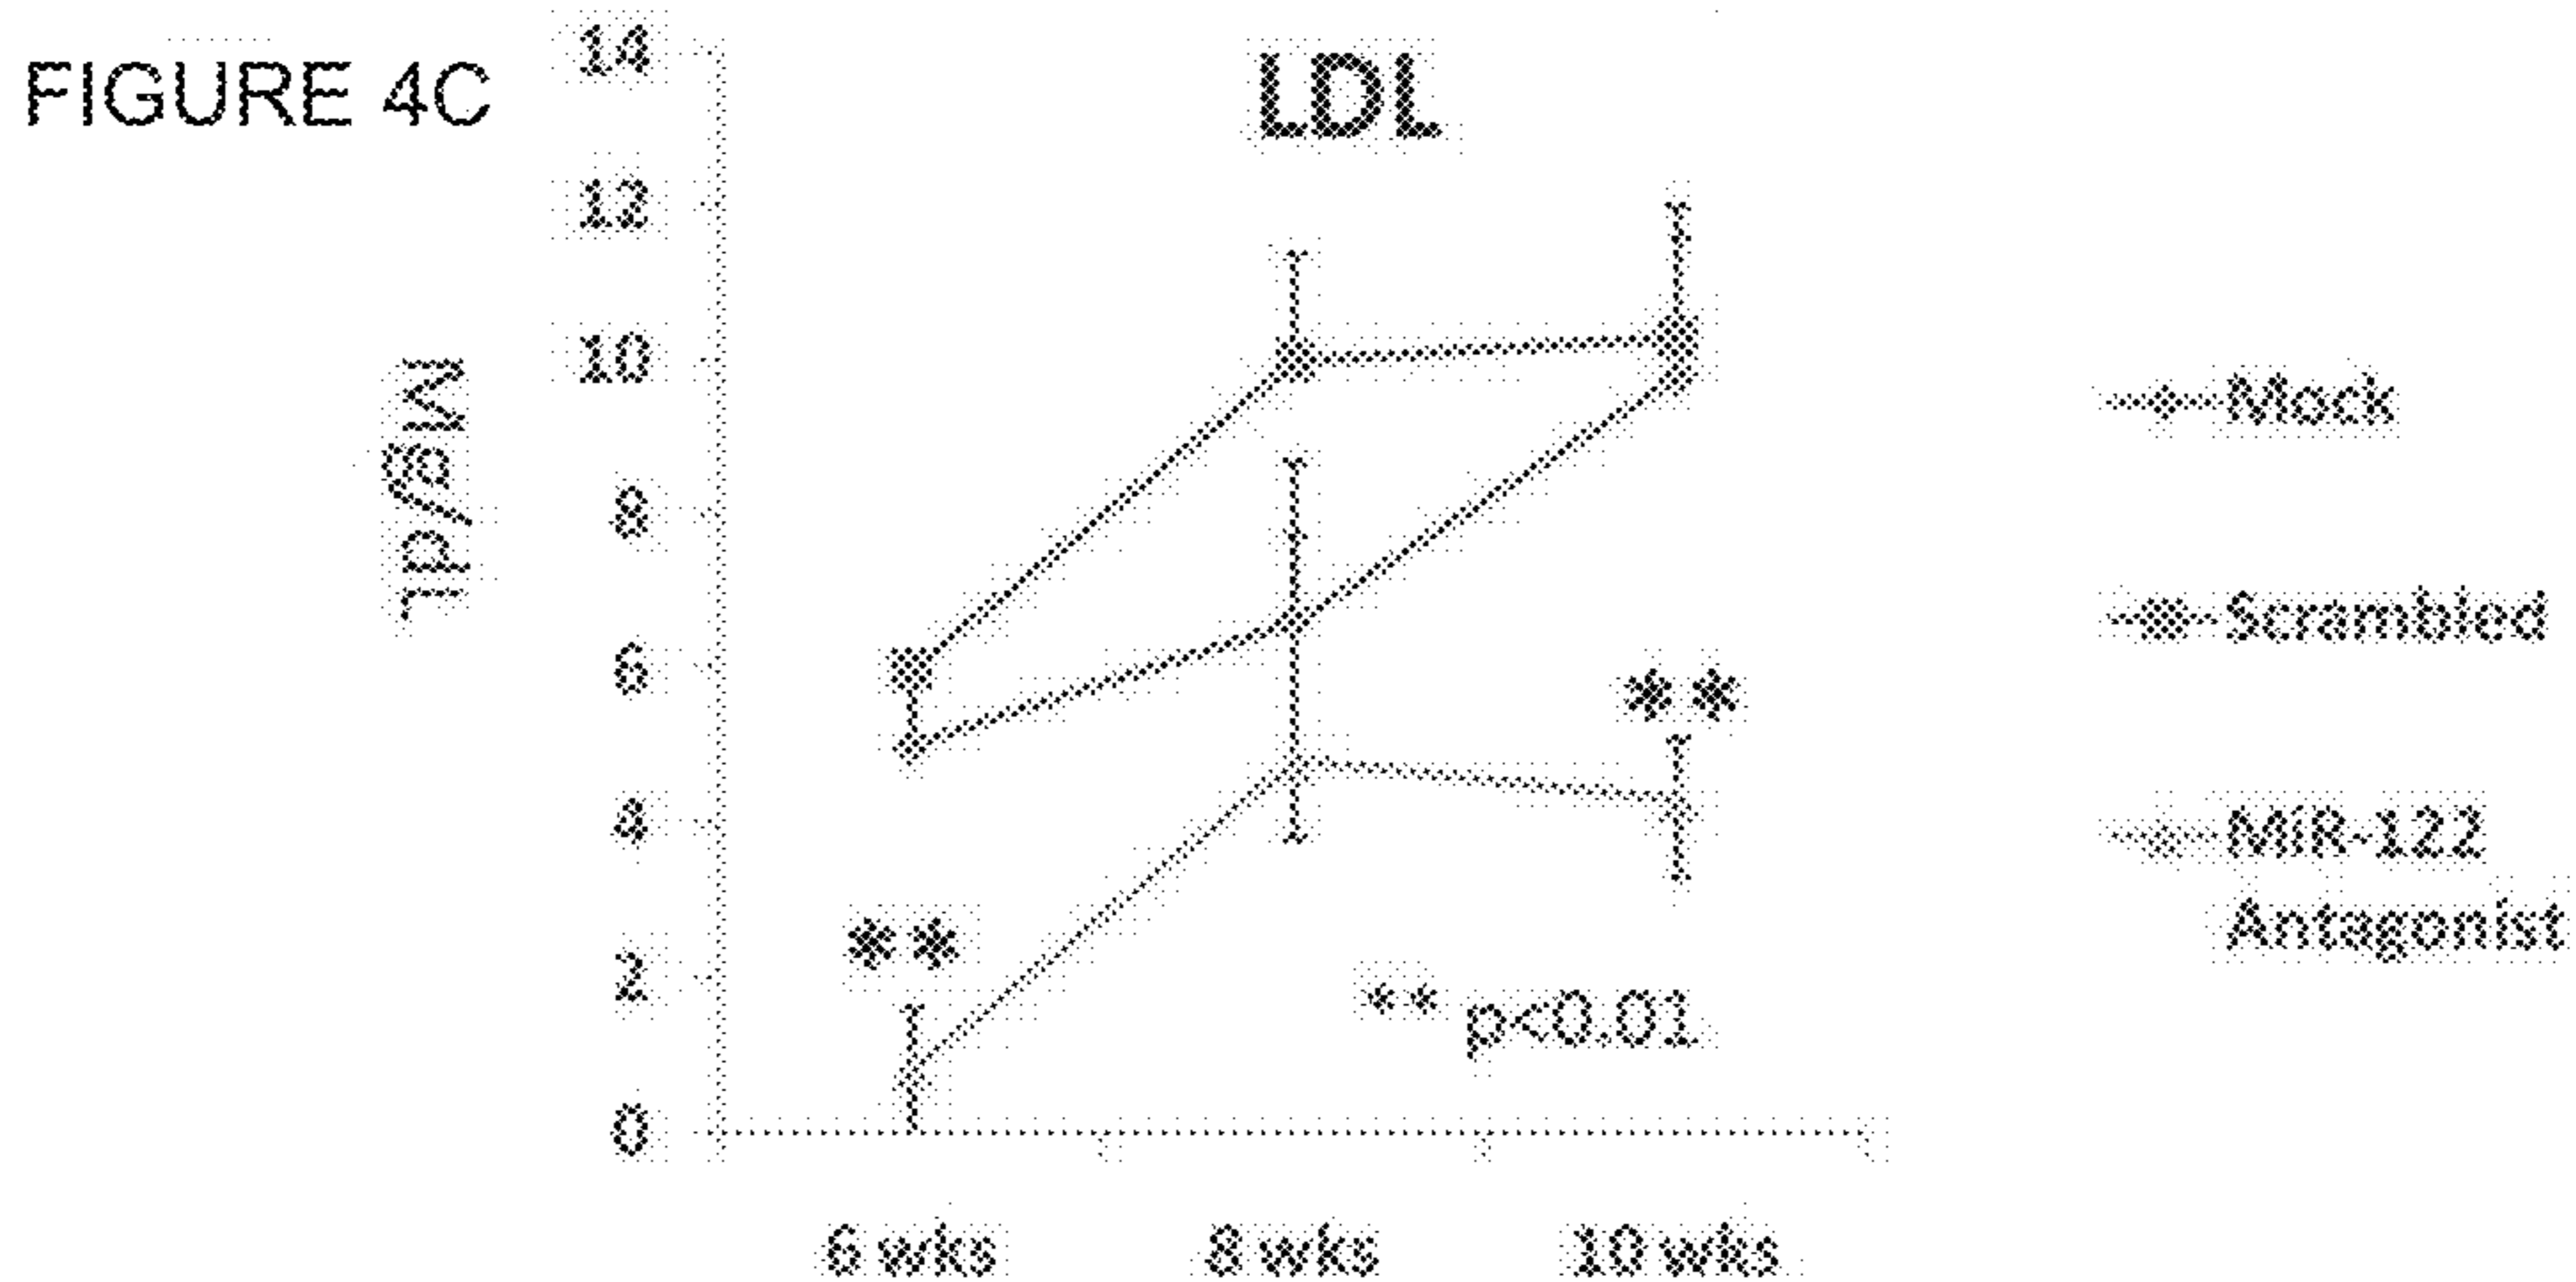 FIGURE 4C
LDL
14
12
10
8
6
4
2
0
Mg/dL
**
**
** p<0.01
6 wks
8 wks
10 wks
Mock
Scrambled
MIR-122
Antagonist